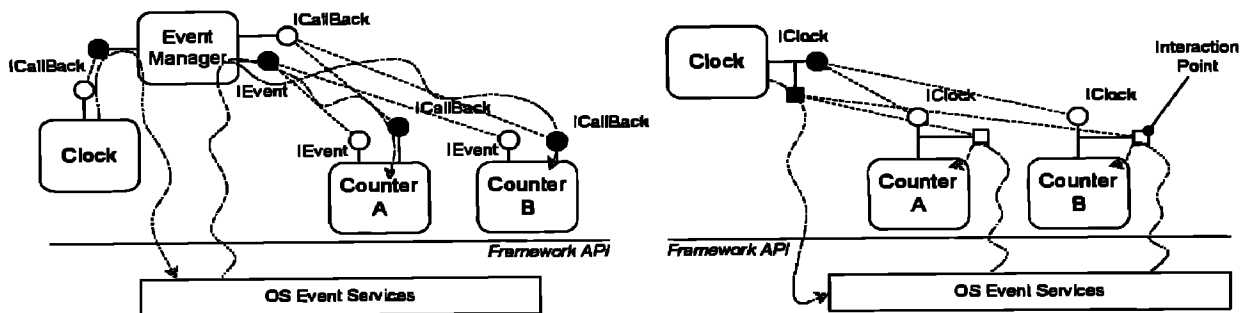 ICallBack
Event
Manager
ICallBack
IEvent
Clock
ICallBack
ICallBack
IEvent
IEvent
Counter
A
Counter
B
Framework API
OS Event Services
Clock
IClock
Interaction
Point
IClock
IClock
Counter
A
Counter
B
Framework API
OS Event Services